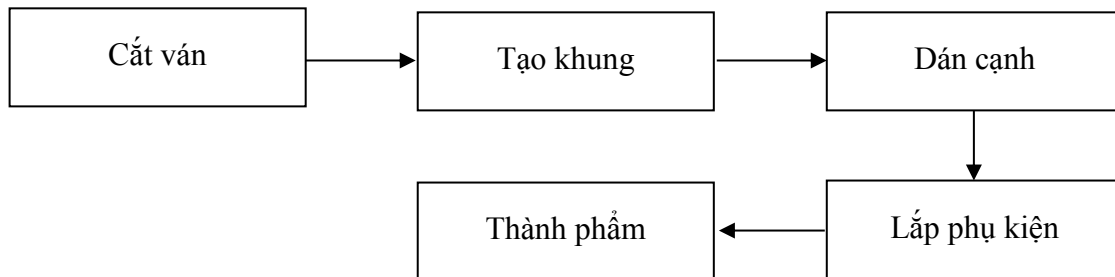 Cắt ván
Tạo khung
Dán cạnh
Lắp phụ kiện
Thành phẩm